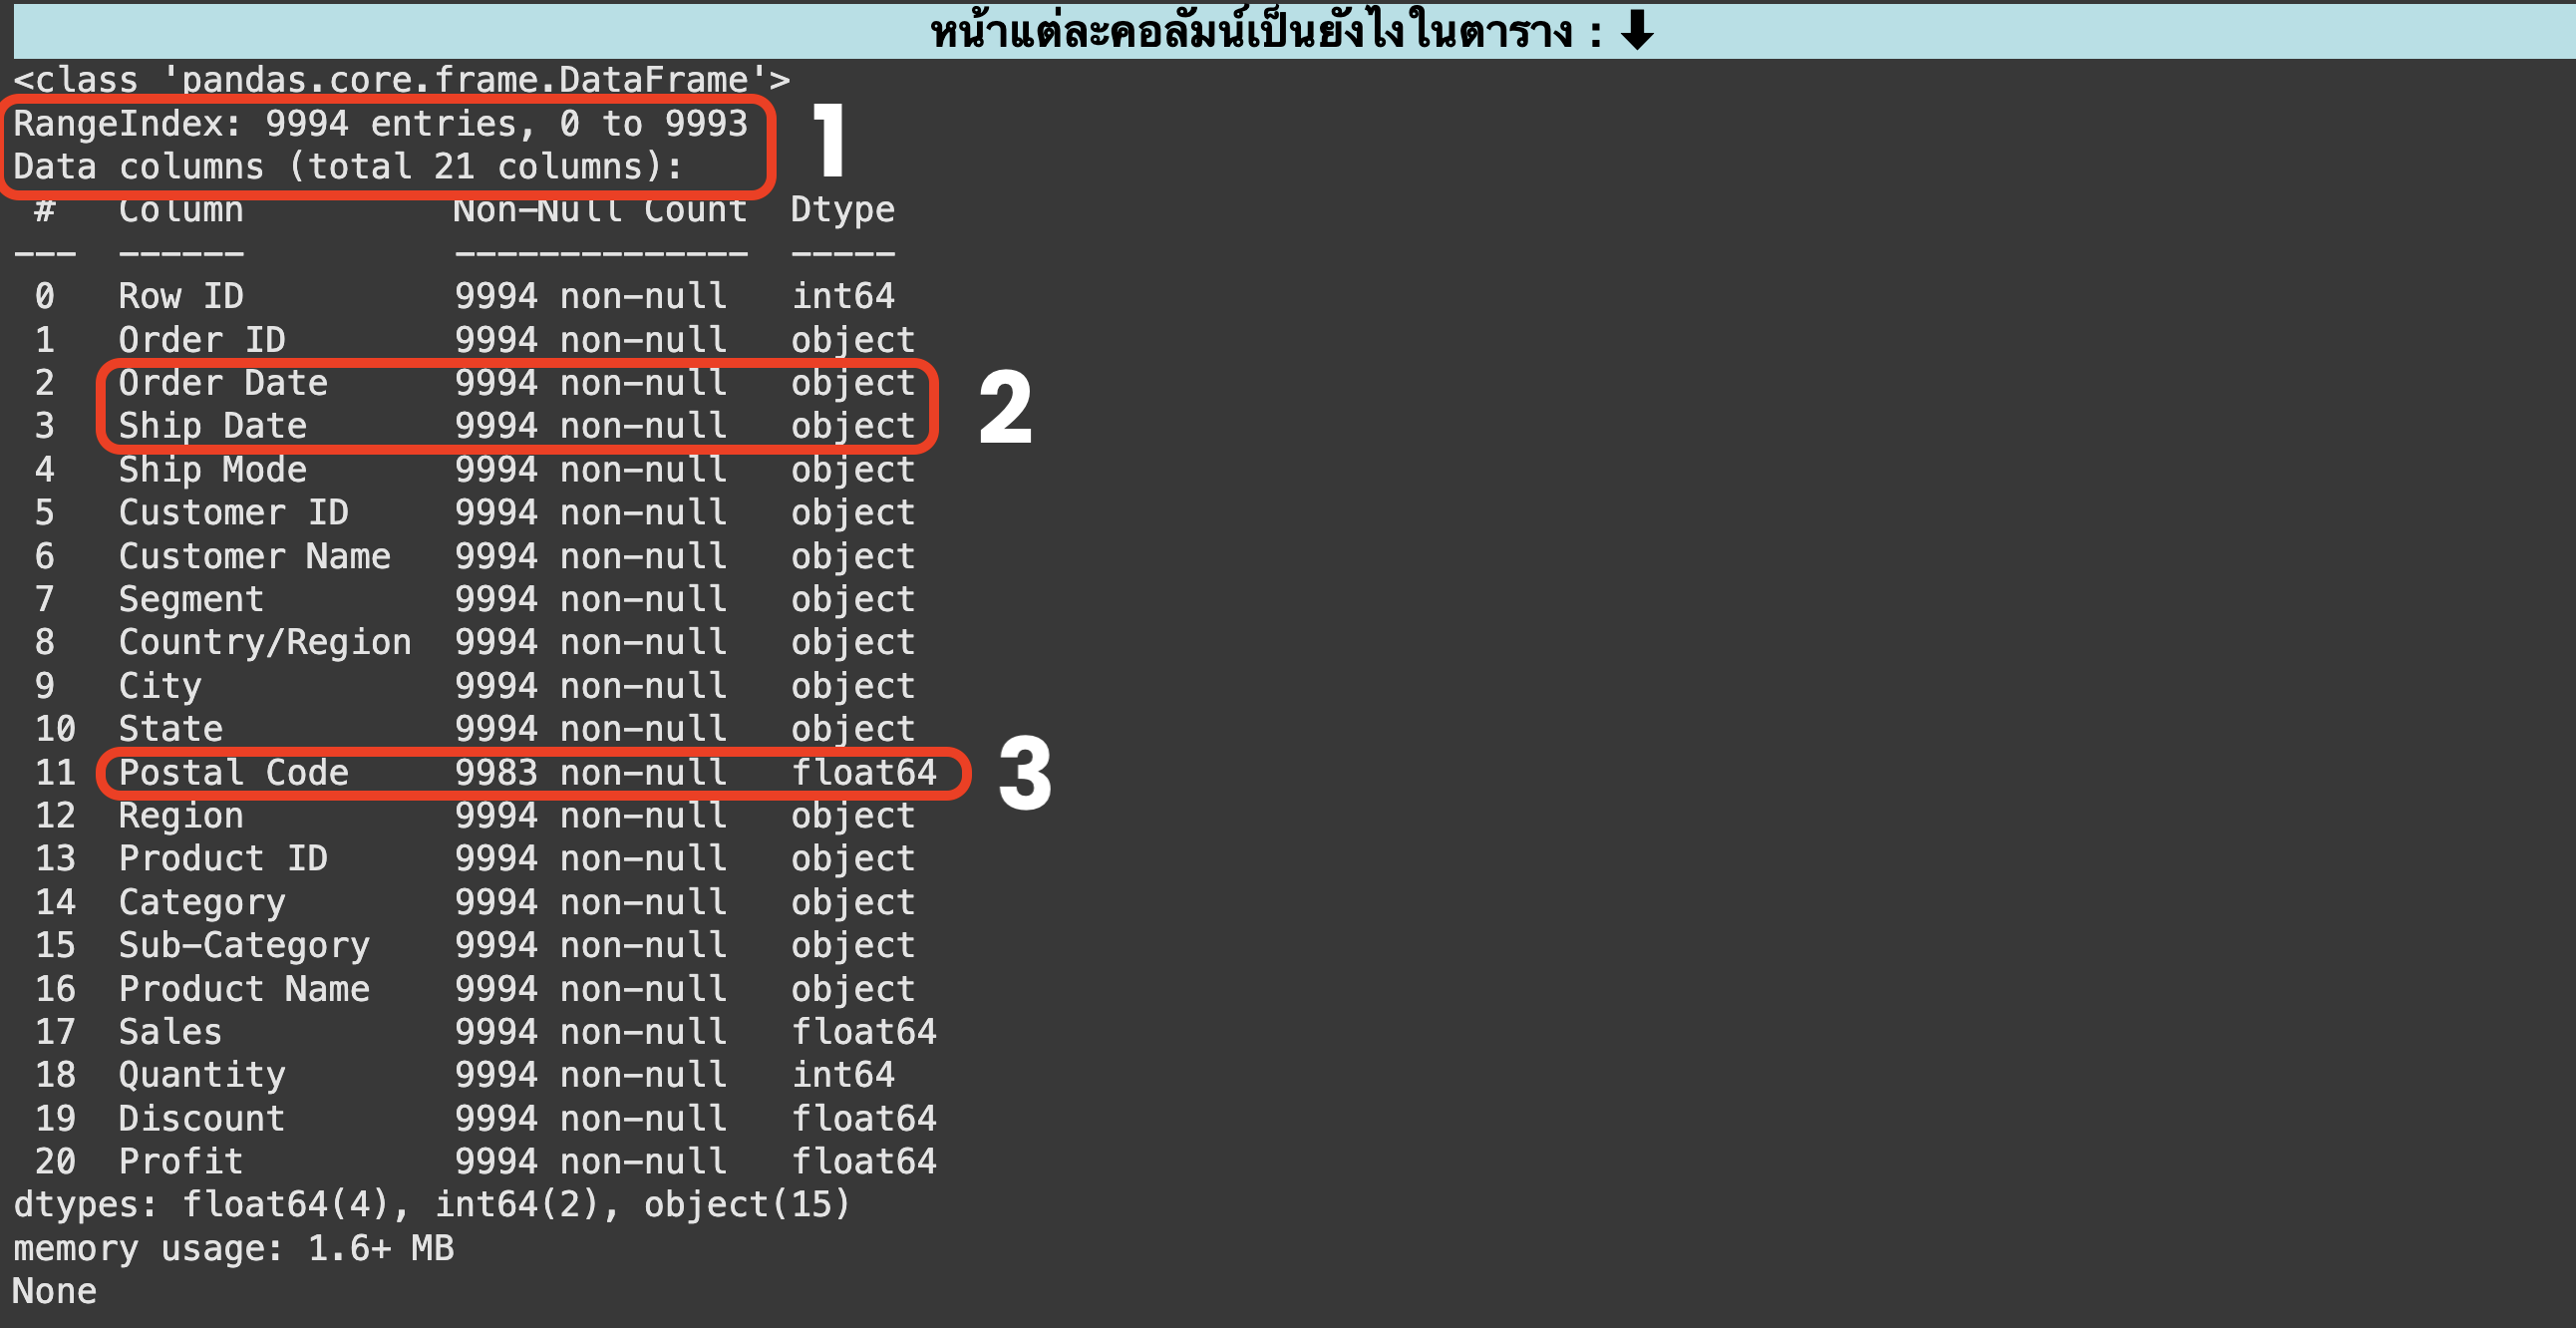 หน้าแต่ละคอลัมน์เป็นยังไงในตาราง : ⬇
<class 'pandas.core.frame.DataFrame'>
RangeIndex: 9994 entries, 0 to 9993
Data columns (total 21 columns):
1
 #   Column          Non-Null Count  Dtype
---  ------          --------------  -----
 0   Row ID          9994 non-null   int64
 1   Order ID        9994 non-null   object
 2   Order Date      9994 non-null   object
 3   Ship Date       9994 non-null   object
2
 4   Ship Mode       9994 non-null   object
 5   Customer ID     9994 non-null   object
 6   Customer Name   9994 non-null   object
 7   Segment         9994 non-null   object
 8   Country/Region  9994 non-null   object
 9   City            9994 non-null   object
 10  State           9994 non-null   object
 11  Postal Code     9983 non-null   float64
3
 12  Region          9994 non-null   object
 13  Product ID      9994 non-null   object
 14  Category        9994 non-null   object
 15  Sub-Category    9994 non-null   object
 16  Product Name    9994 non-null   object
 17  Sales           9994 non-null   float64
 18  Quantity        9994 non-null   int64
 19  Discount        9994 non-null   float64
 20  Profit          9994 non-null   float64
dtypes: float64(4), int64(2), object(15)
memory usage: 1.6+ MB
None